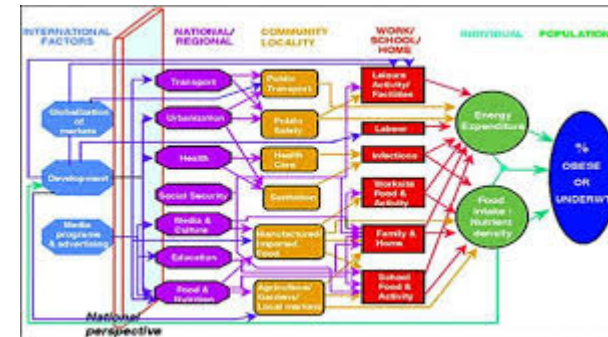 INTERNATIONAL
FACTORS
NATIONAL/
REGIONAL
COMMUNITY
LOCALITY
WORK/
SCHOOL/
HOME
INDIVIDUAL
POPULATION
Transport
Public
Transport
Leisure
Activity/
Facilities
Globalization
of
markets
Urbanization
Public
Safety
Labour
Energy
Expenditure
Health
Health
Care
Infections
%
OBESE
OR
UNDERWT
Development
Social Security
Sanitation
Worksite
Food &
Activity
Media
programs
& advertising
Media &
Culture
Manufactured/
Imported
Food
Family &
Home
Food
intake :
Nutrient
density
Education
Food &
Nutrition
Agriculture/
Gardens/
Local markets
School
Food &
Activity
National
perspective